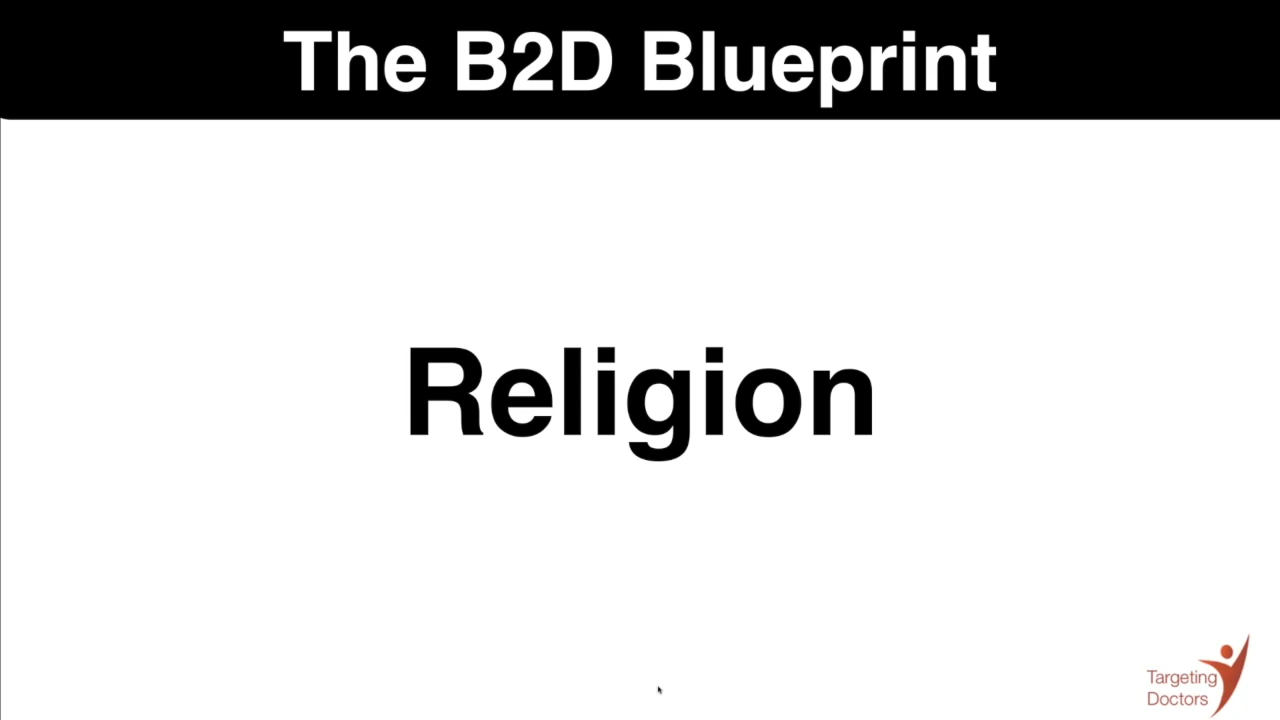 The B2D Blueprint
Religion
Targeting
Doctors